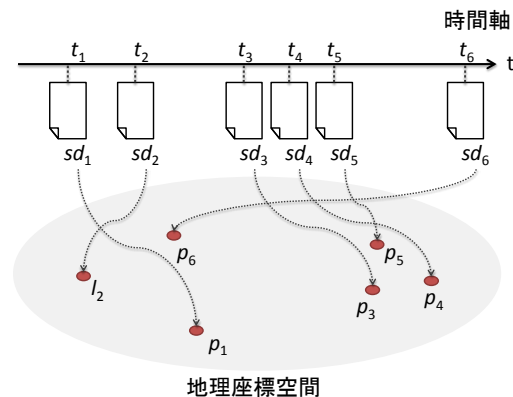 時間軸
t₁ t₂ t₃ t₄ t₅ t₆ t
sd₁ sd₂ sd₃ sd₄ sd₅ sd₆
p₆ p₅
l₂ p₃ p₄
p₁
地理座標空間